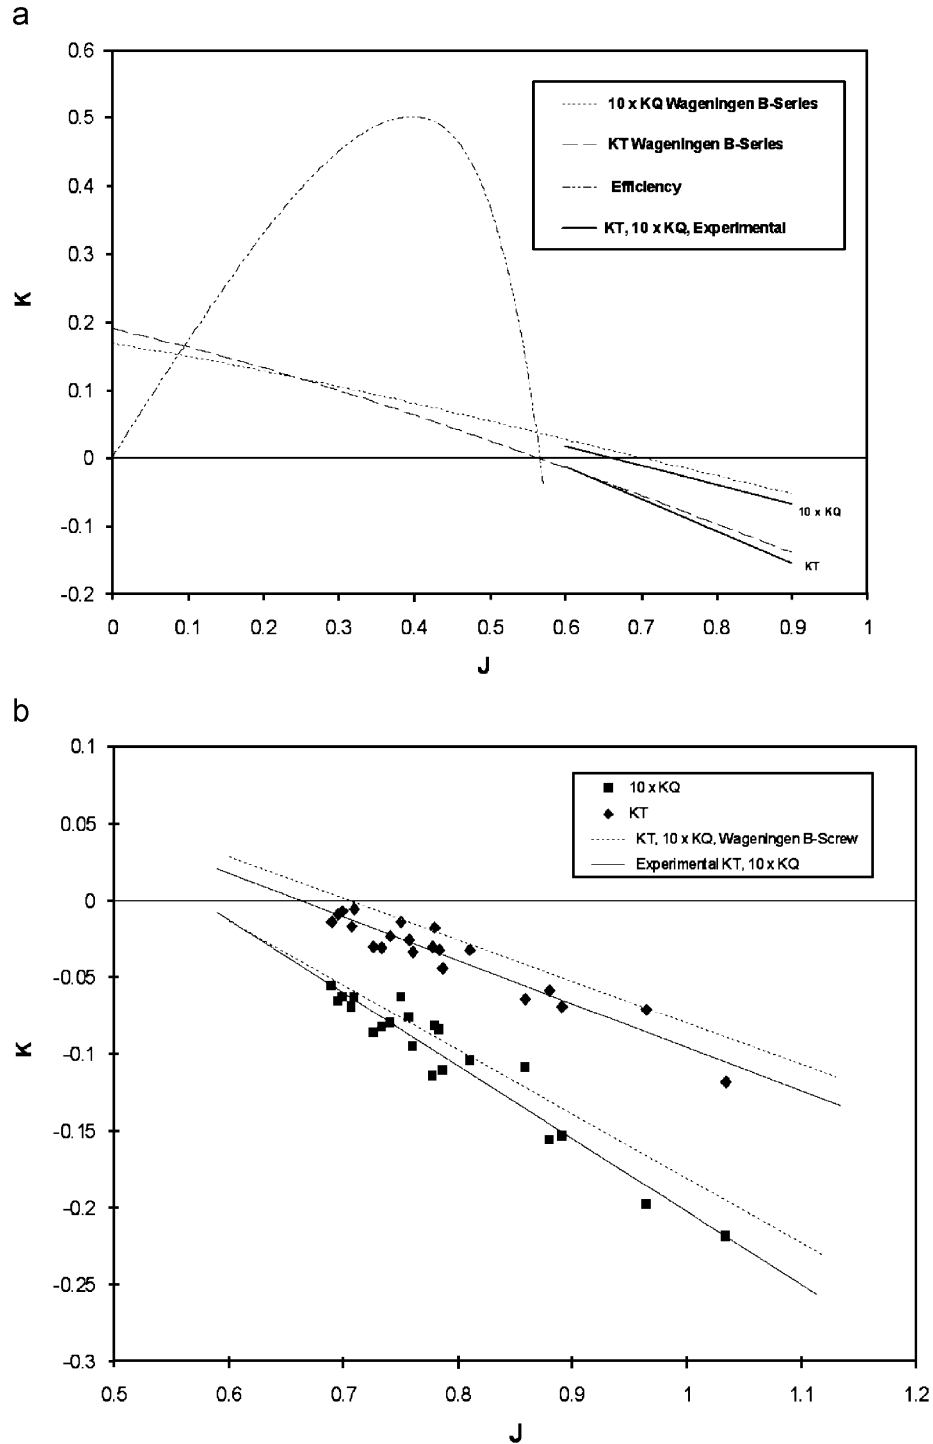 a
0.6
0.5
0.4
0.3
0.2
0.1
0
-0.1
-0.2
K
10 x KQ Wageningen B-Series
KT Wageningen B-Series
Efficiency
KT, 10 x KQ, Experimental
10 x KQ
KT
0 0.1 0.2 0.3 0.4 0.5 0.6 0.7 0.8 0.9 1
J
b
0.1
0.05
0
-0.05
-0.1
-0.15
-0.2
-0.25
-0.3
K
10 x KQ
KT
KT, 10 x KQ, Wageningen B-Screw
Experimental KT, 10 x KQ
0.5 0.6 0.7 0.8 0.9 1 1.1 1.2
J